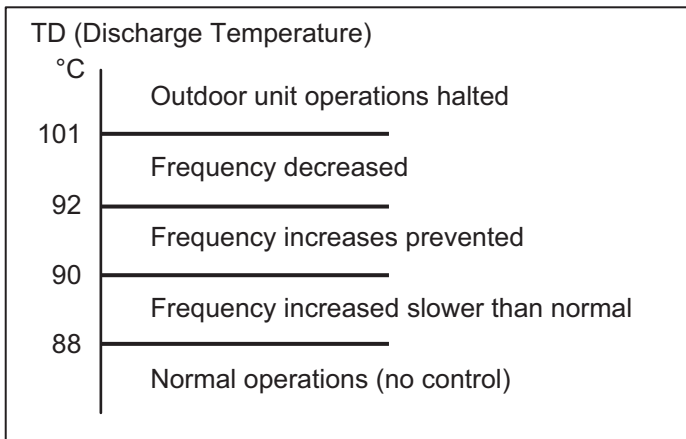 TD (Discharge Temperature)
°C
Outdoor unit operations halted
101
Frequency decreased
92
Frequency increases prevented
90
Frequency increased slower than normal
88
Normal operations (no control)